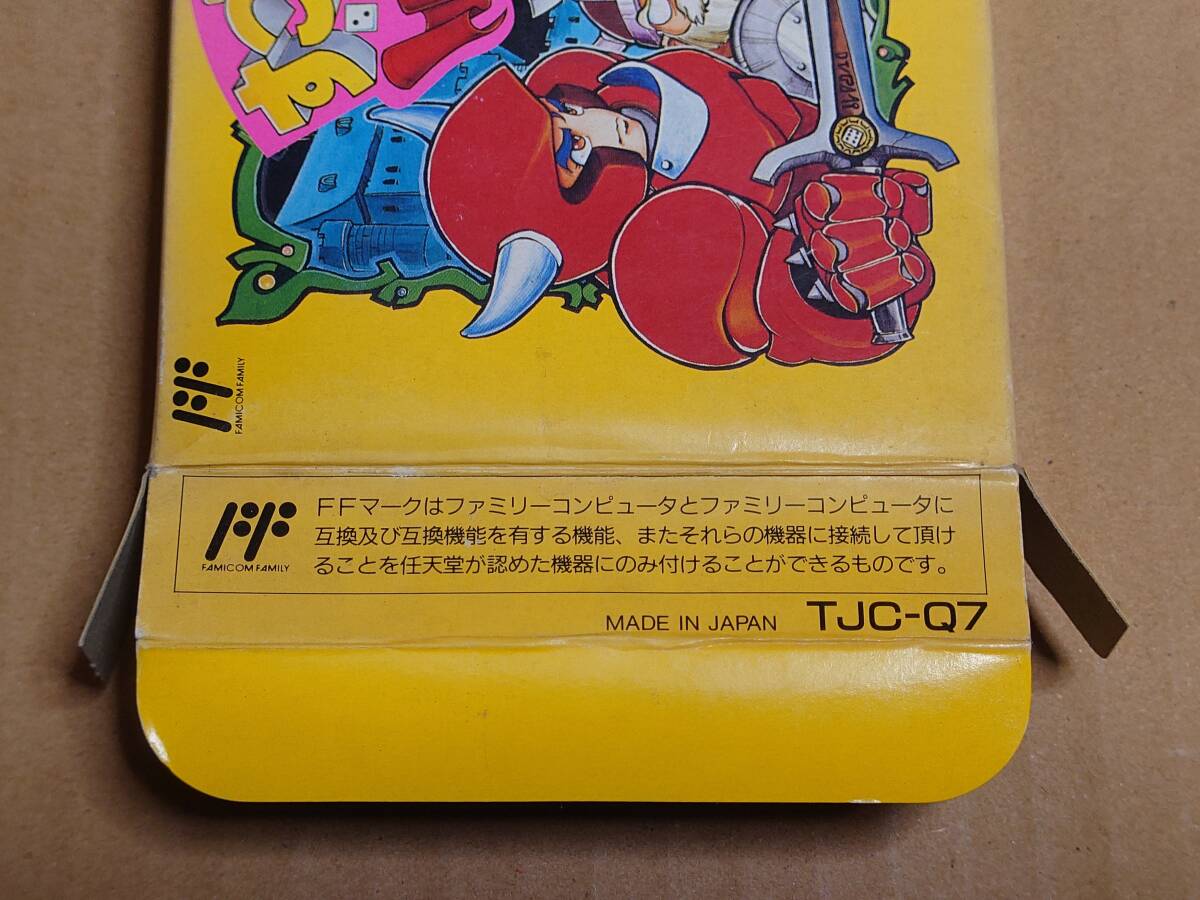 です
FF
FAMICOM FAMILY
FF
FAMICOM FAMILY
FFマークはファミリーコンピュータとファミリーコンピュータに
互換及び互換機能を有する機能、またそれらの機器に接続して頂け
ることを任天堂が認めた機器にのみ付けることができるものです。
MADE IN JAPAN TJC-Q7